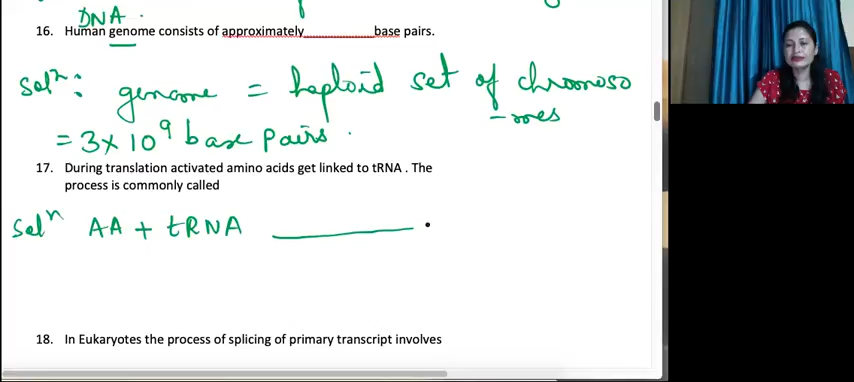 DNA
16. Human genome consists of approximately______________base pairs.
Solⁿ: genome = haploid set of chromoso
-mes
= 3 x 10⁹ base pairs.
17. During translation activated amino acids get linked to tRNA . The
process is commonly called
Solⁿ AA + tRNA __________ .
18. In Eukaryotes the process of splicing of primary transcript involves